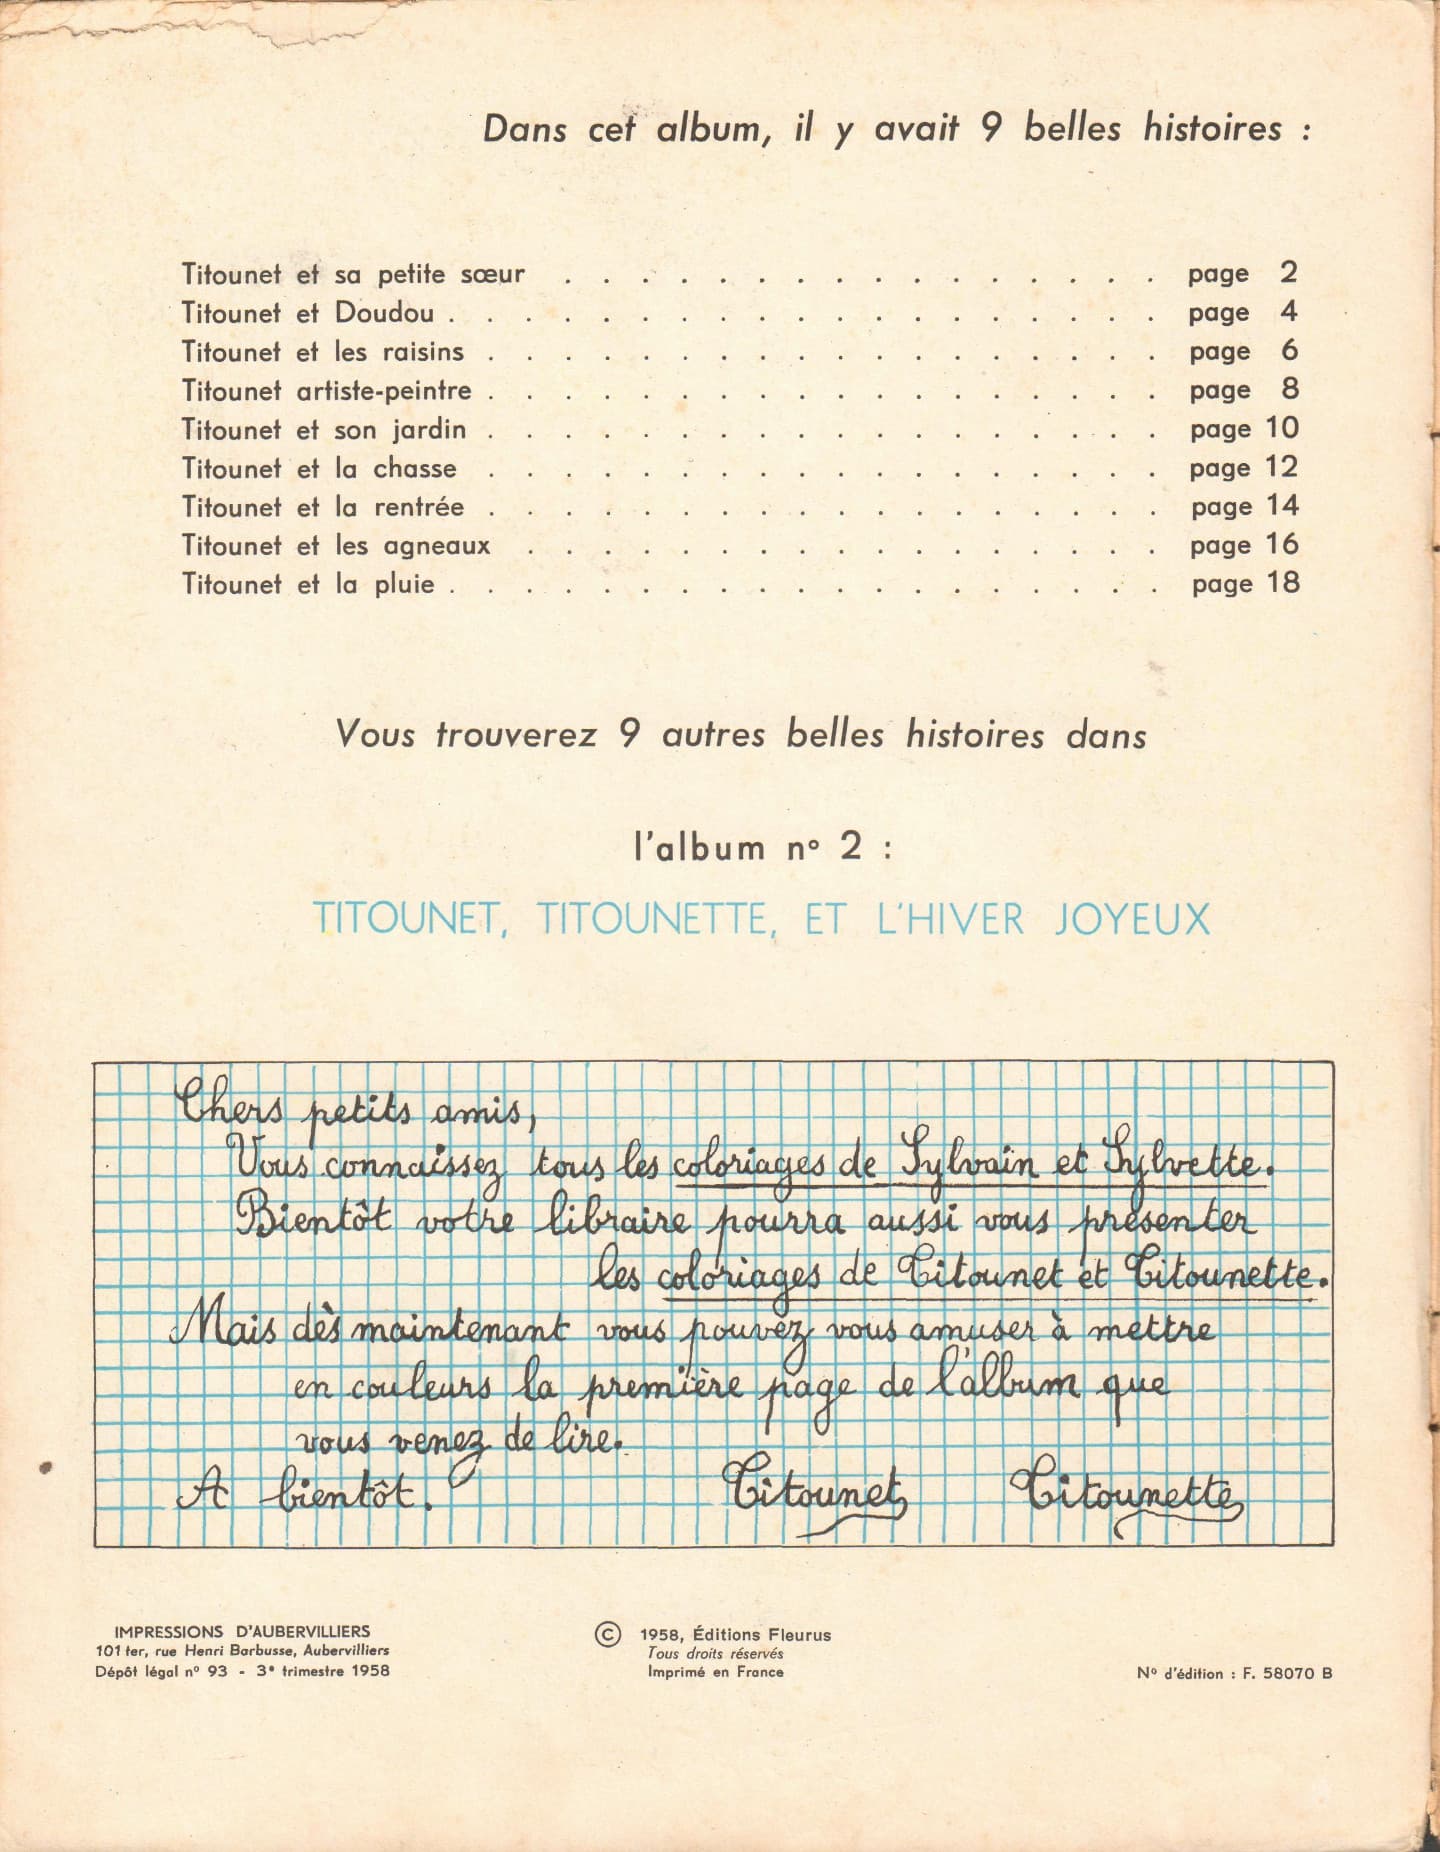 Dans cet album, il y avait 9 belles histoires :
Titounet et sa petite sœur . . . . . . . . . . . . . . . . page 2
Titounet et Doudou . . . . . . . . . . . . . . . . . . . page 4
Titounet et les raisins . . . . . . . . . . . . . . . . . . page 6
Titounet artiste-peintre . . . . . . . . . . . . . . . . . . page 8
Titounet et son jardin . . . . . . . . . . . . . . . . . . page 10
Titounet et la chasse . . . . . . . . . . . . . . . . . . page 12
Titounet et la rentrée . . . . . . . . . . . . . . . . . . page 14
Titounet et les agneaux . . . . . . . . . . . . . . . . . page 16
Titounet et la pluie . . . . . . . . . . . . . . . . . . . page 18
Vous trouverez 9 autres belles histoires dans
l'album nº 2 :
TITOUNET, TITOUNETTE, ET L'HIVER JOYEUX
Chers petits amis,
Vous connaissez tous les coloriages de Sylvain et Sylvette.
Bientôt votre libraire pourra aussi vous présenter
les coloriages de Titounet et Titounette.
Mais dès maintenant vous pouvez vous amuser à mettre
en couleurs la première page de l'album que
vous venez de lire.
A bientôt. Titounet Titounette
IMPRESSIONS D'AUBERVILLIERS
101 ter, rue Henri Barbusse, Aubervilliers
Dépôt légal nº 93 - 3e trimestre 1958
© 1958, Éditions Fleurus
Tous droits réservés
Imprimé en France
Nº d'édition : F. 58070 B